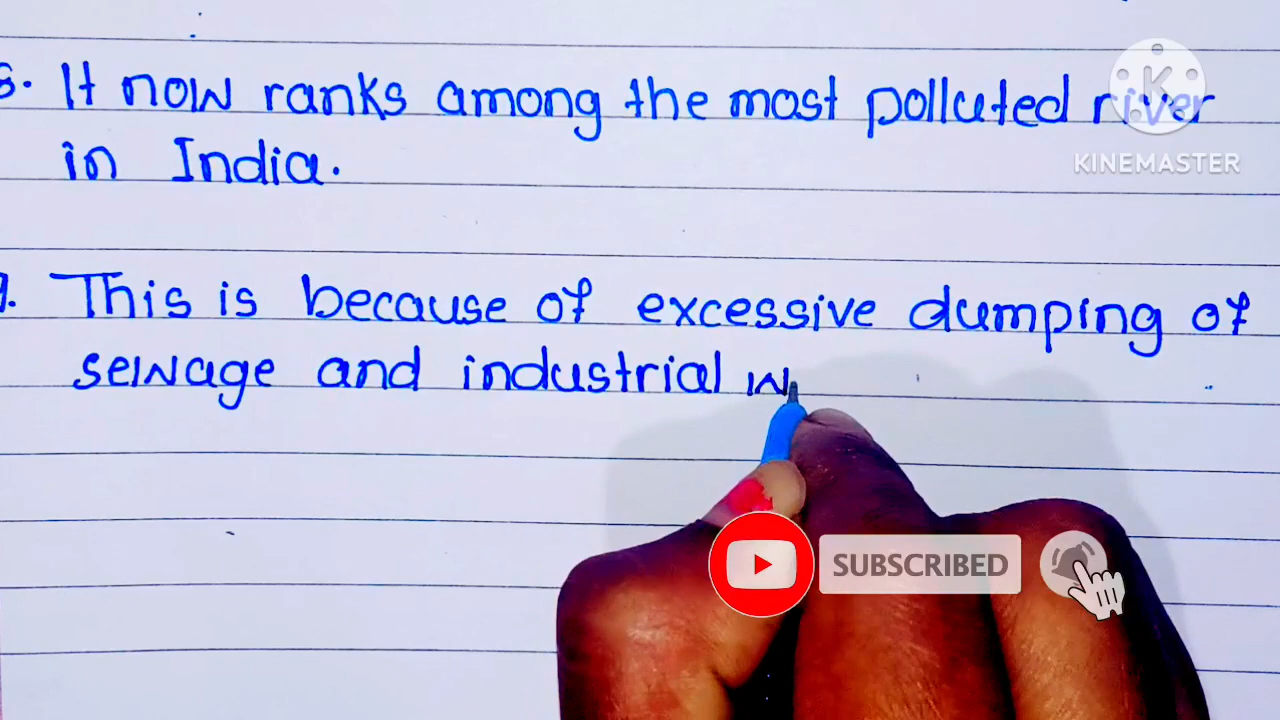 8. It now ranks among the most polluted river
in India.
9. This is because of excessive dumping of
sewage and industrial w
KINEMASTER
SUBSCRIBED